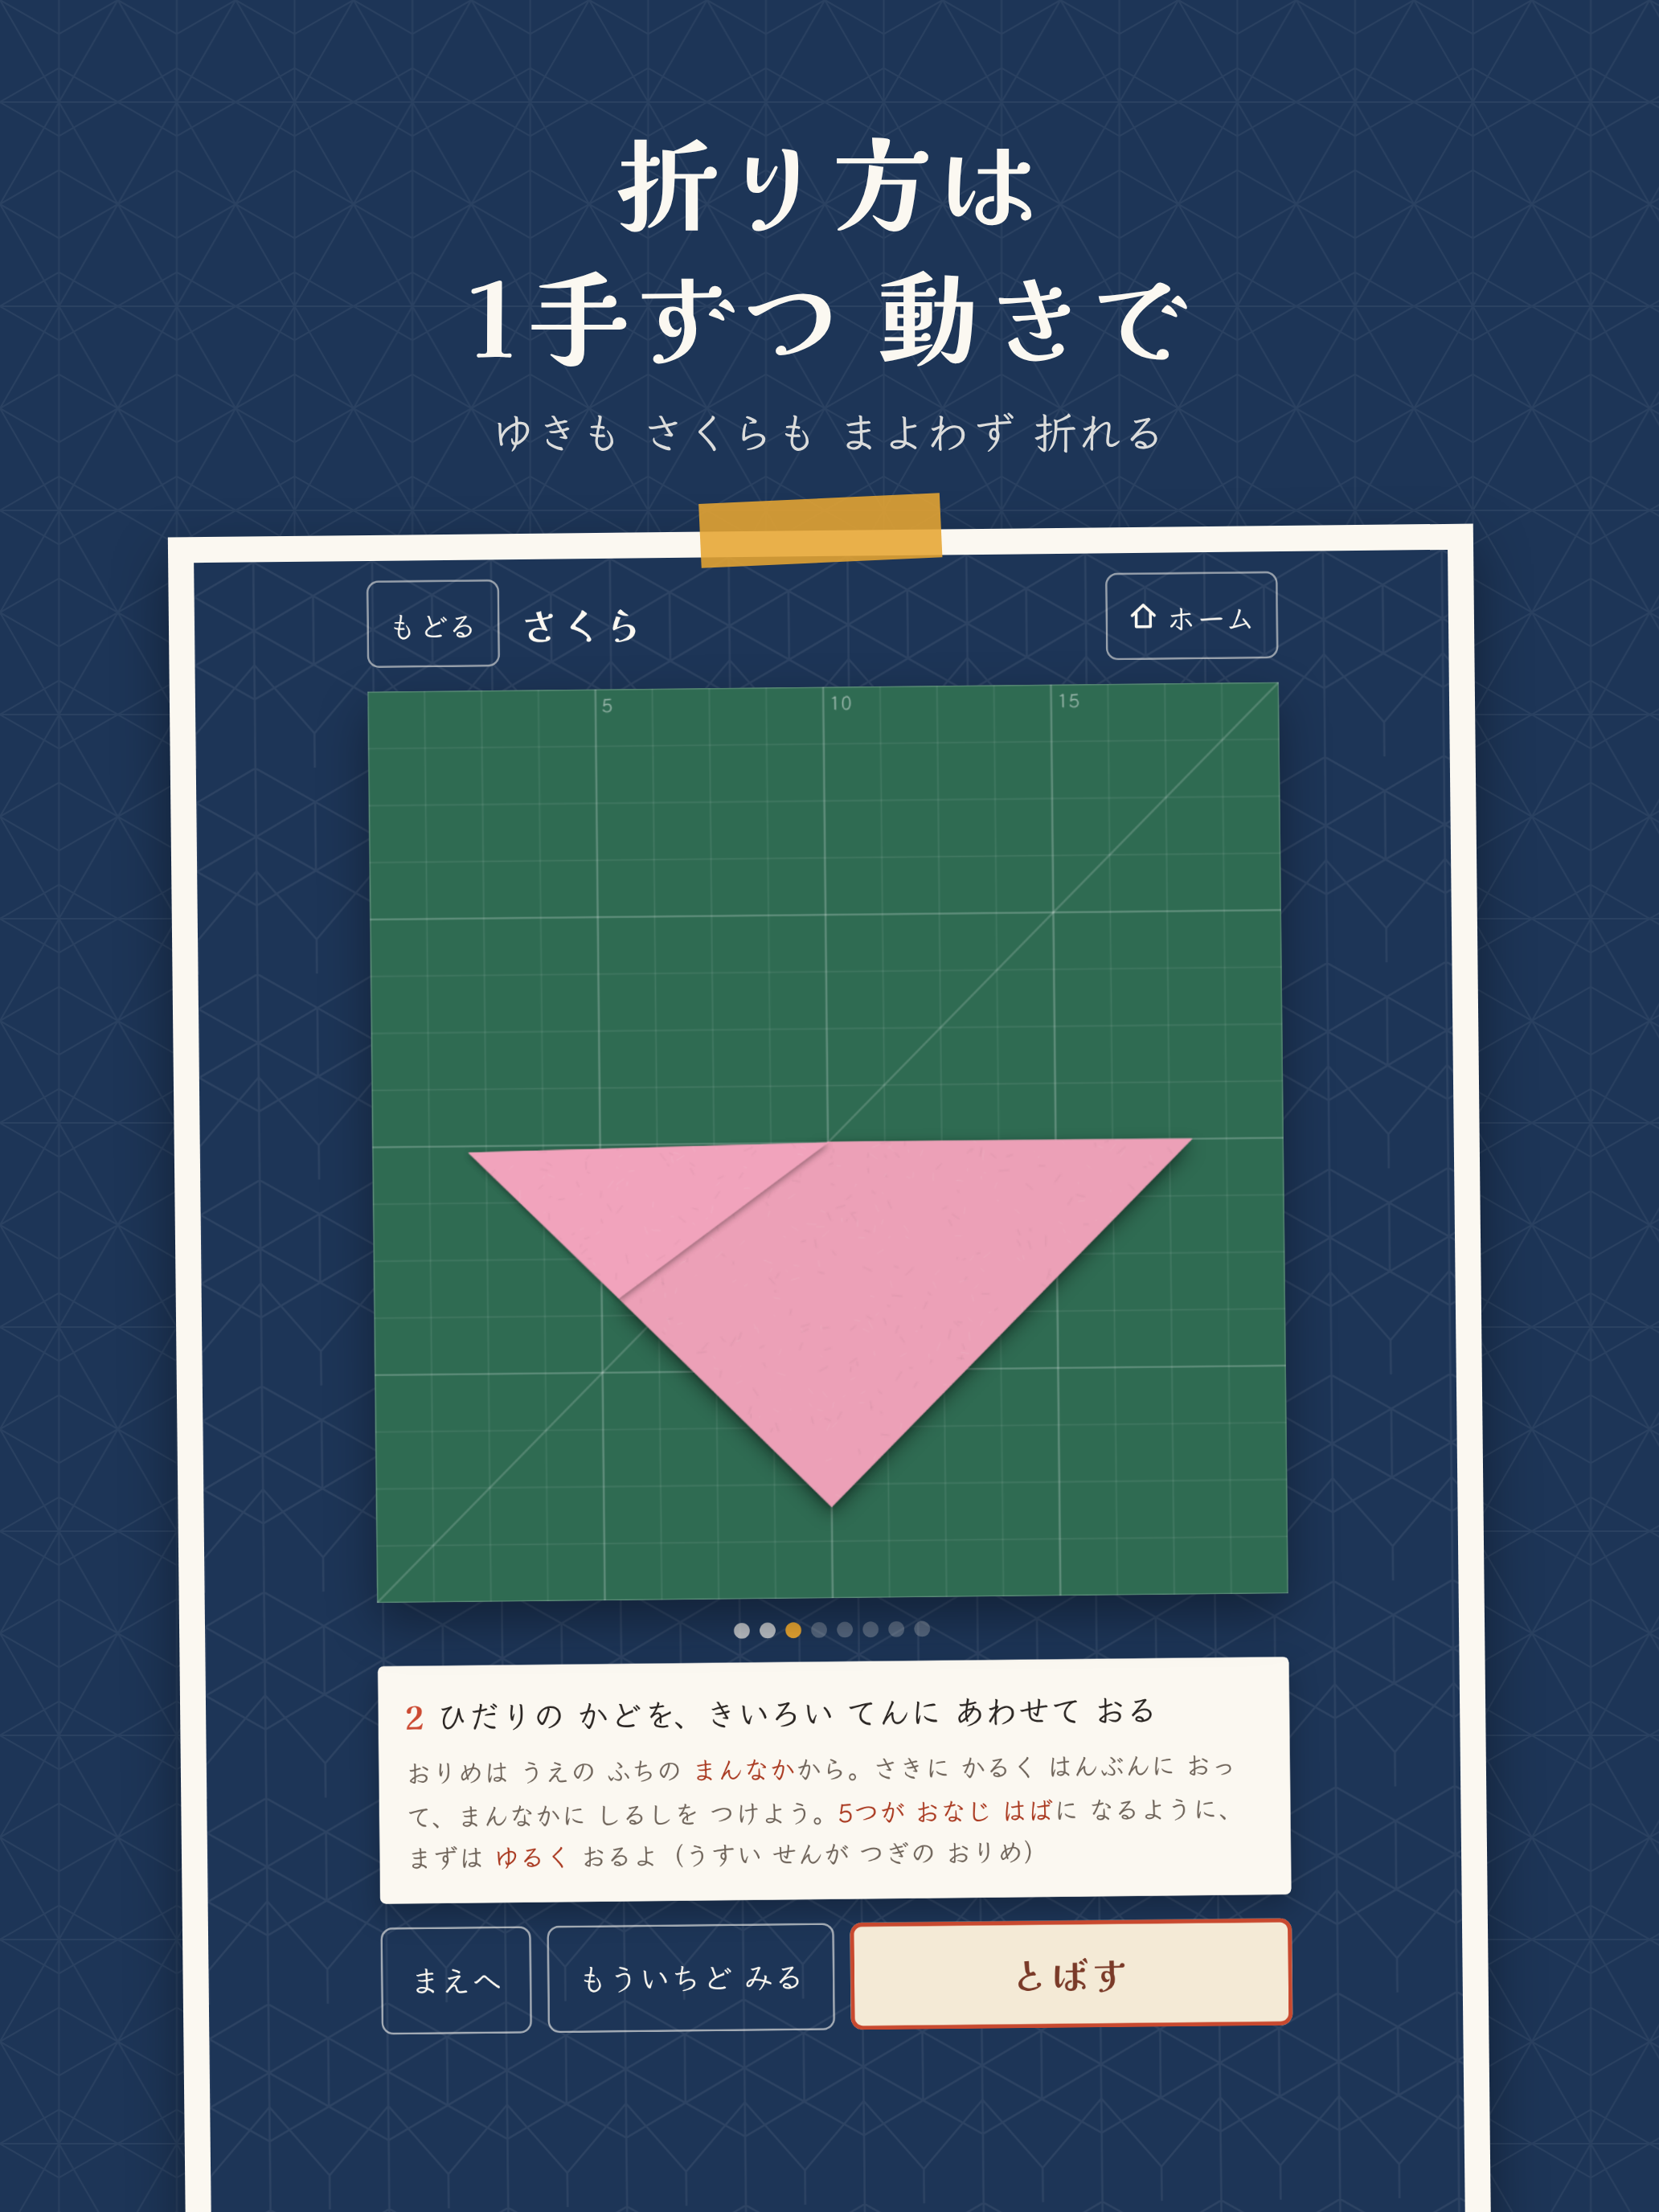 折り方は
1手ずつ 動きで
ゆきも さくらも まよわず 折れる
もどる さくら ホーム
5 10 15
2 ひだりの かどを、きいろい てんに あわせて おる
おりめは うえの ふちの まんなかから。さきに かるく はんぶんに おっ
て、まんなかに しるしを つけよう。5つが おなじ はばに なるように、
まずは ゆるく おるよ（うすい せんが つぎの おりめ）
まえへ もういちど みる とばす